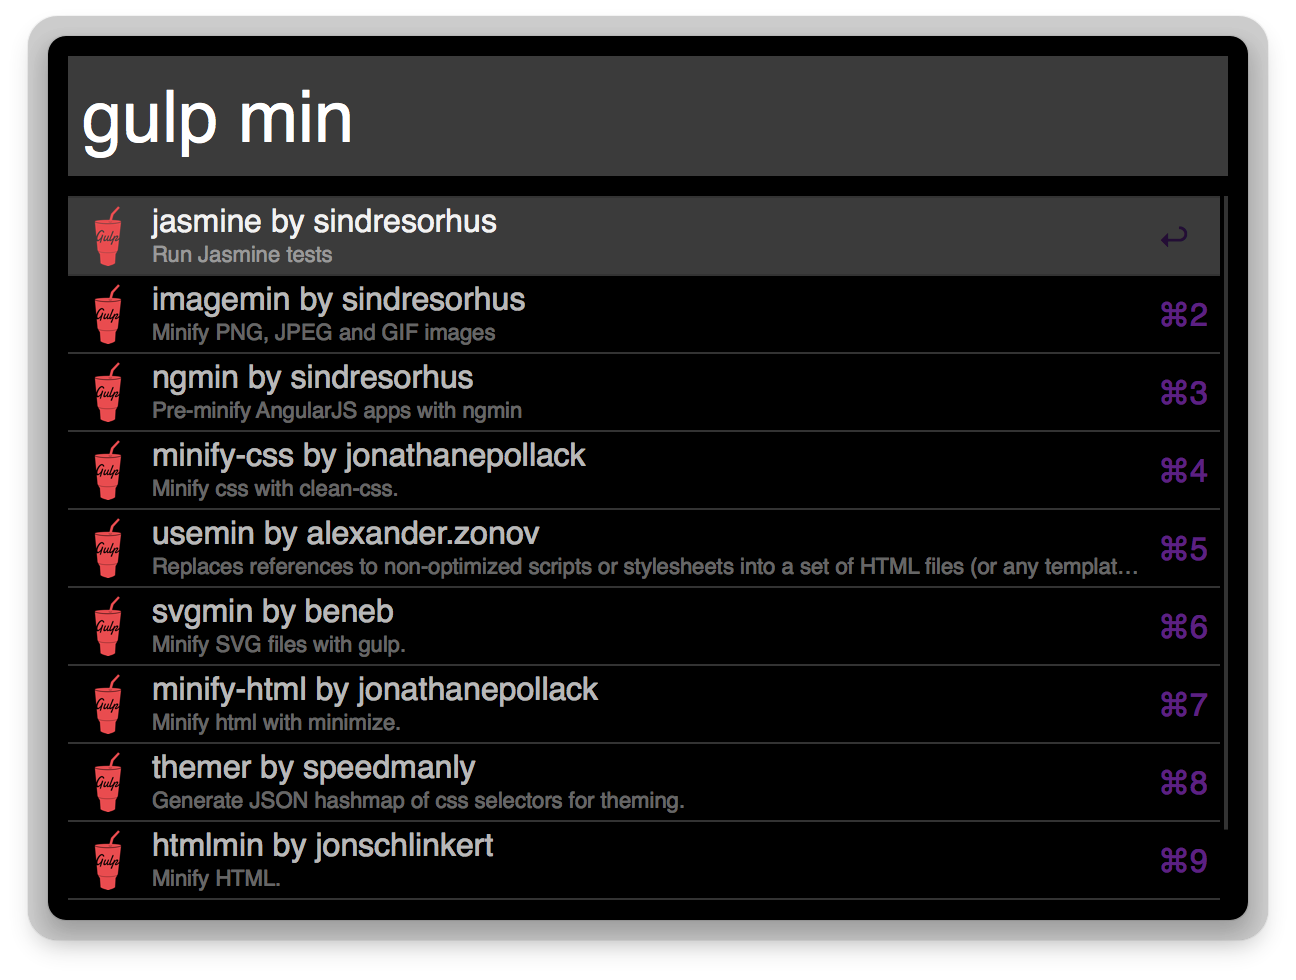 gulp min
Gulp
jasmine by sindresorhus
Run Jasmine tests
↩
Gulp
imagemin by sindresorhus
Minify PNG, JPEG and GIF images
⌘2
Gulp
ngmin by sindresorhus
Pre-minify AngularJS apps with ngmin
⌘3
Gulp
minify-css by jonathanepollack
Minify css with clean-css.
⌘4
Gulp
usemin by alexander.zonov
Replaces references to non-optimized scripts or stylesheets into a set of HTML files (or any templat…
⌘5
Gulp
svgmin by beneb
Minify SVG files with gulp.
⌘6
Gulp
minify-html by jonathanepollack
Minify html with minimize.
⌘7
Gulp
themer by speedmanly
Generate JSON hashmap of css selectors for theming.
⌘8
Gulp
htmlmin by jonschlinkert
Minify HTML.
⌘9